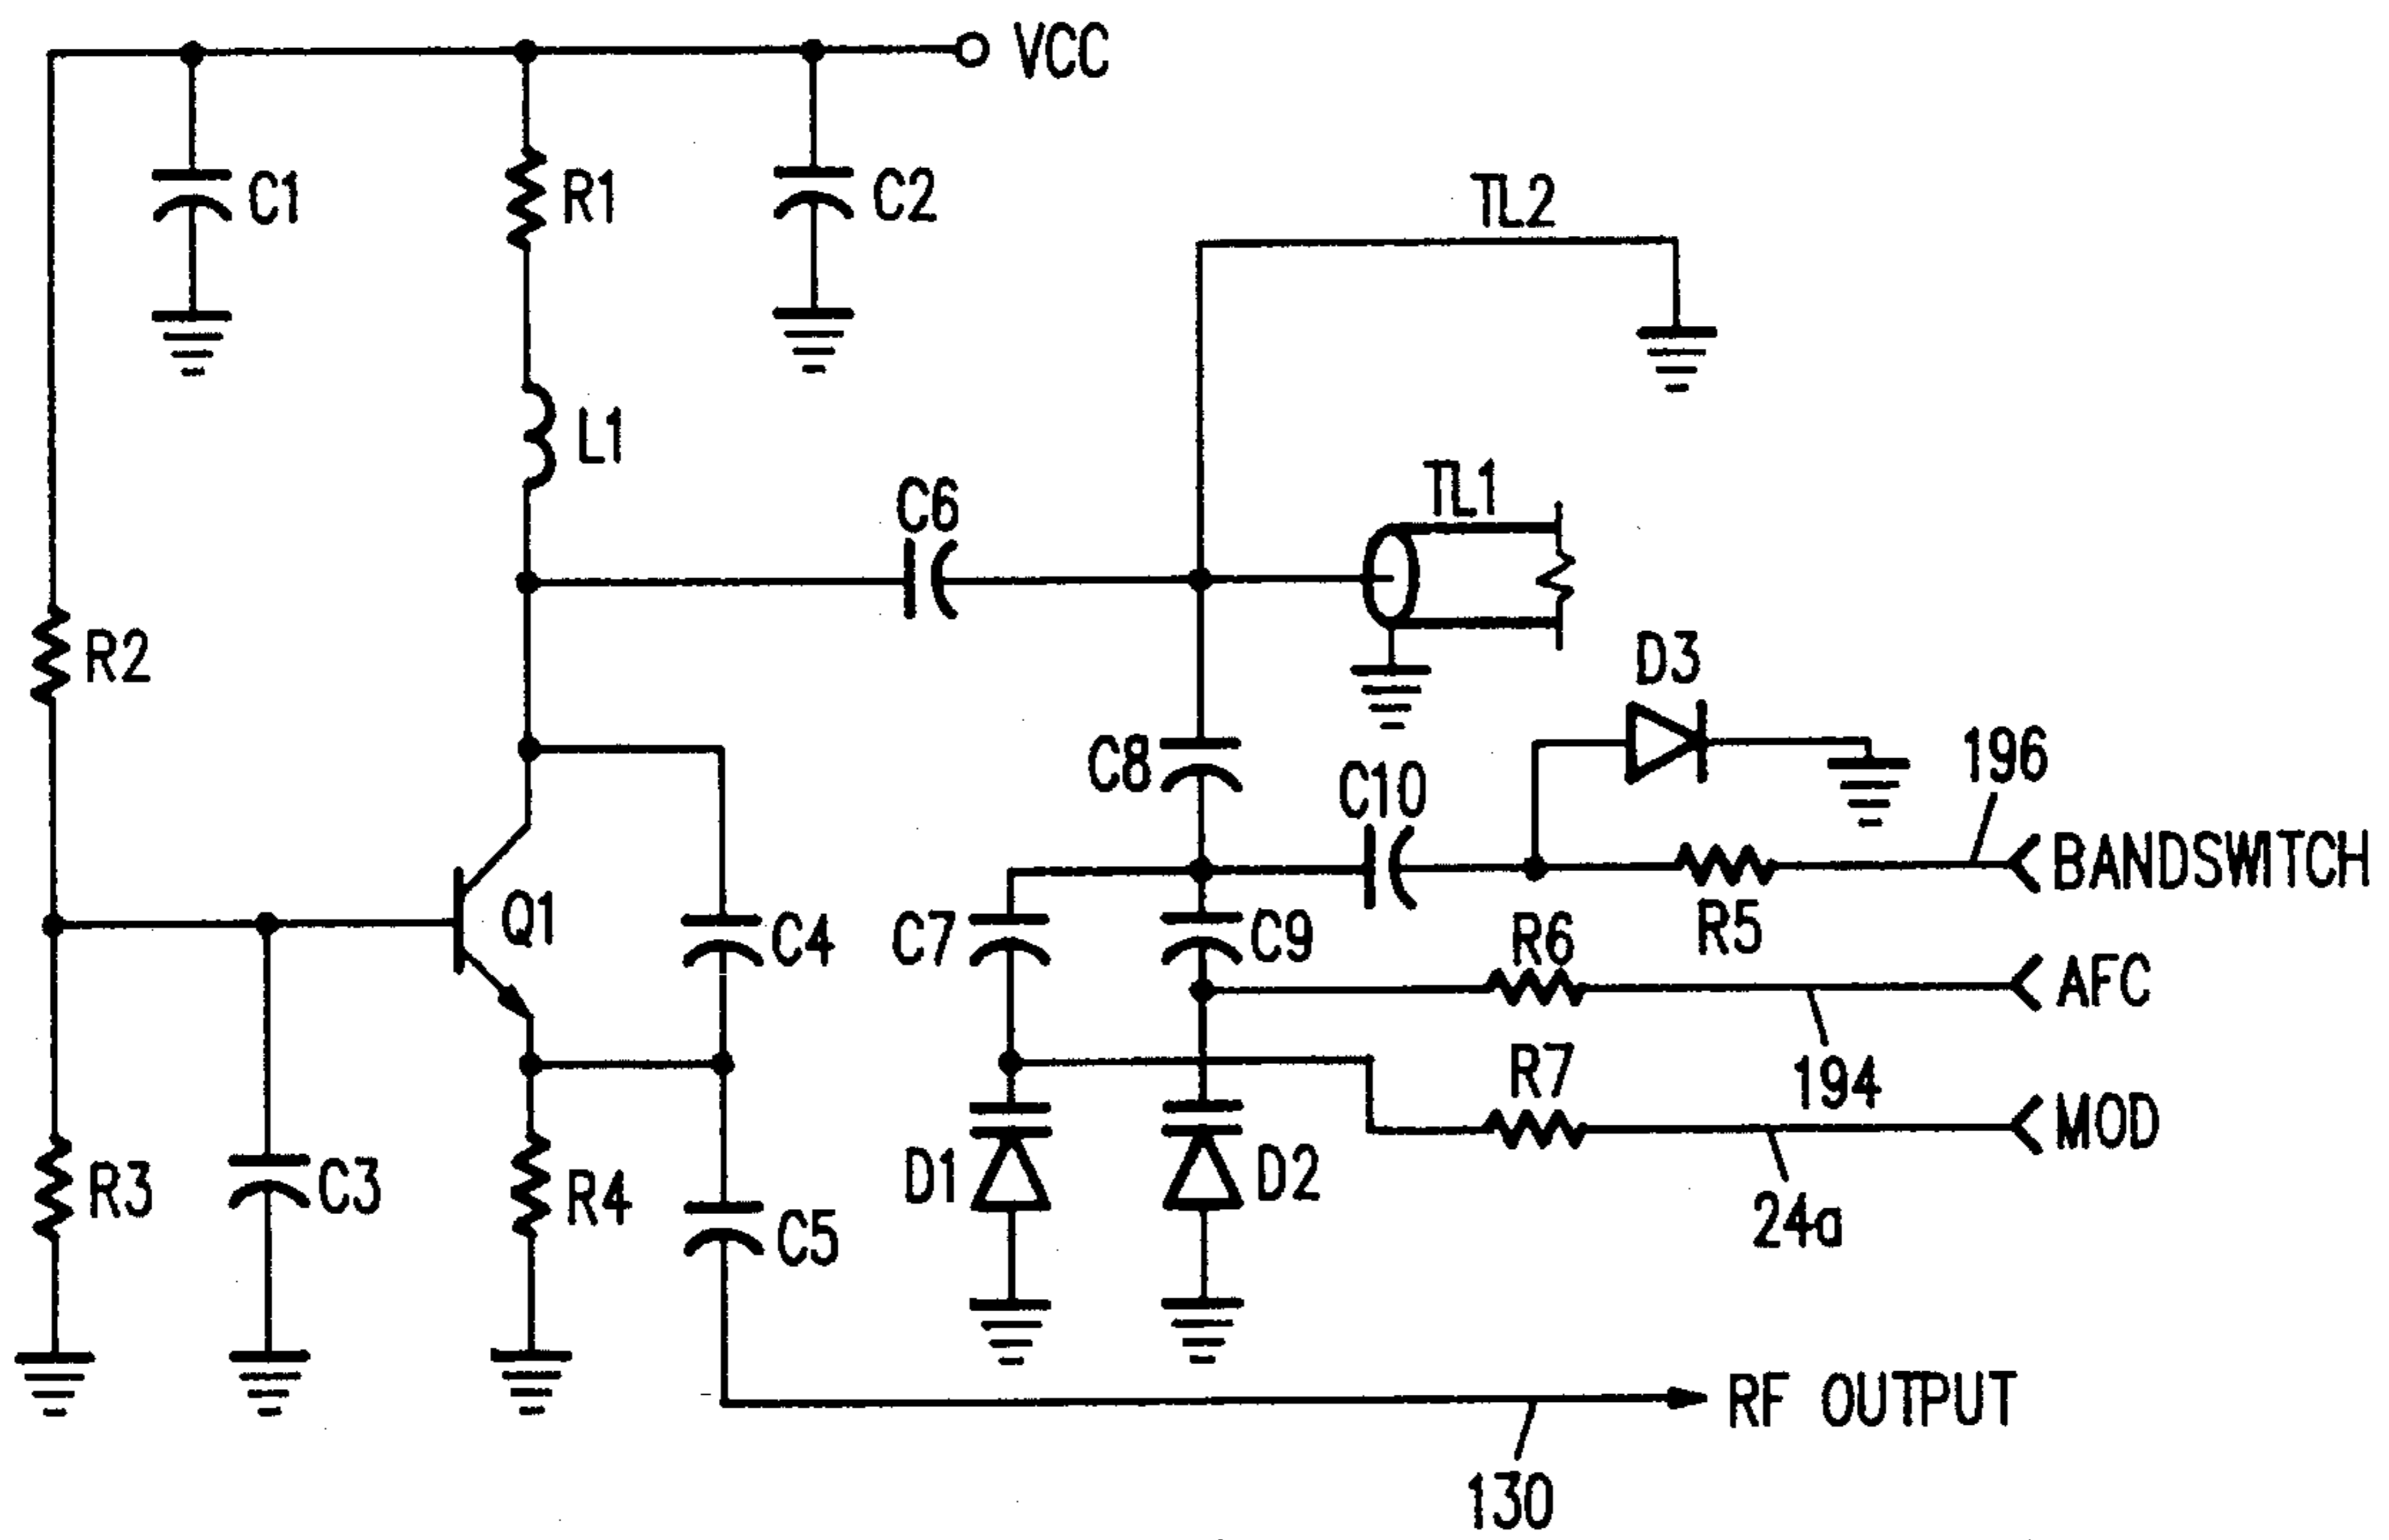 VCC
C1
R1
C2
TL2
L1
C6
TL1
R2
D3
C8
C10
196
BANDSWITCH
Q1
C4
C7
C9
R6
R5
AFC
R7
194
MOD
R3
C3
R4
C5
D1
D2
24a
RF OUTPUT
130